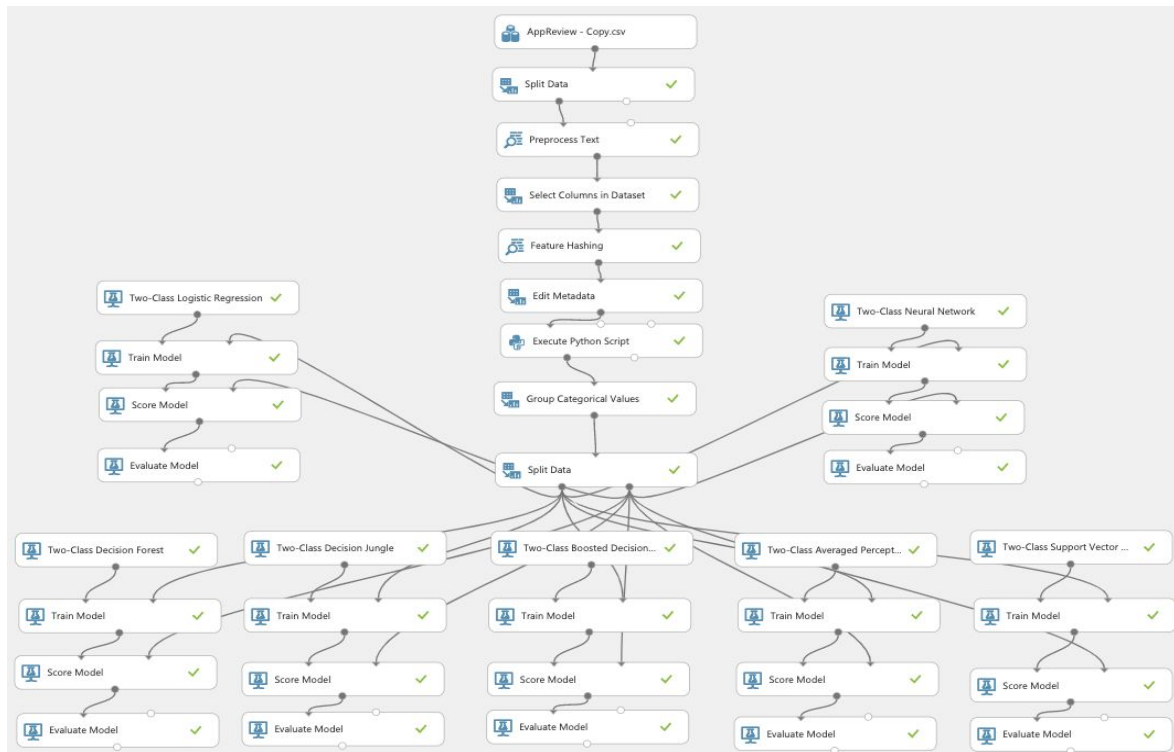 AppReview - Copy.csv
Split Data
Preprocess Text
Select Columns in Dataset
Feature Hashing
Edit Metadata
Execute Python Script
Group Categorical Values
Split Data
Two-Class Logistic Regression
Train Model
Score Model
Evaluate Model
Two-Class Neural Network
Train Model
Score Model
Evaluate Model
Two-Class Decision Forest
Train Model
Score Model
Evaluate Model
Two-Class Decision Jungle
Train Model
Score Model
Evaluate Model
Two-Class Boosted Decision...
Train Model
Score Model
Evaluate Model
Two-Class Averaged Percept...
Train Model
Score Model
Evaluate Model
Two-Class Support Vector ...
Train Model
Score Model
Evaluate Model